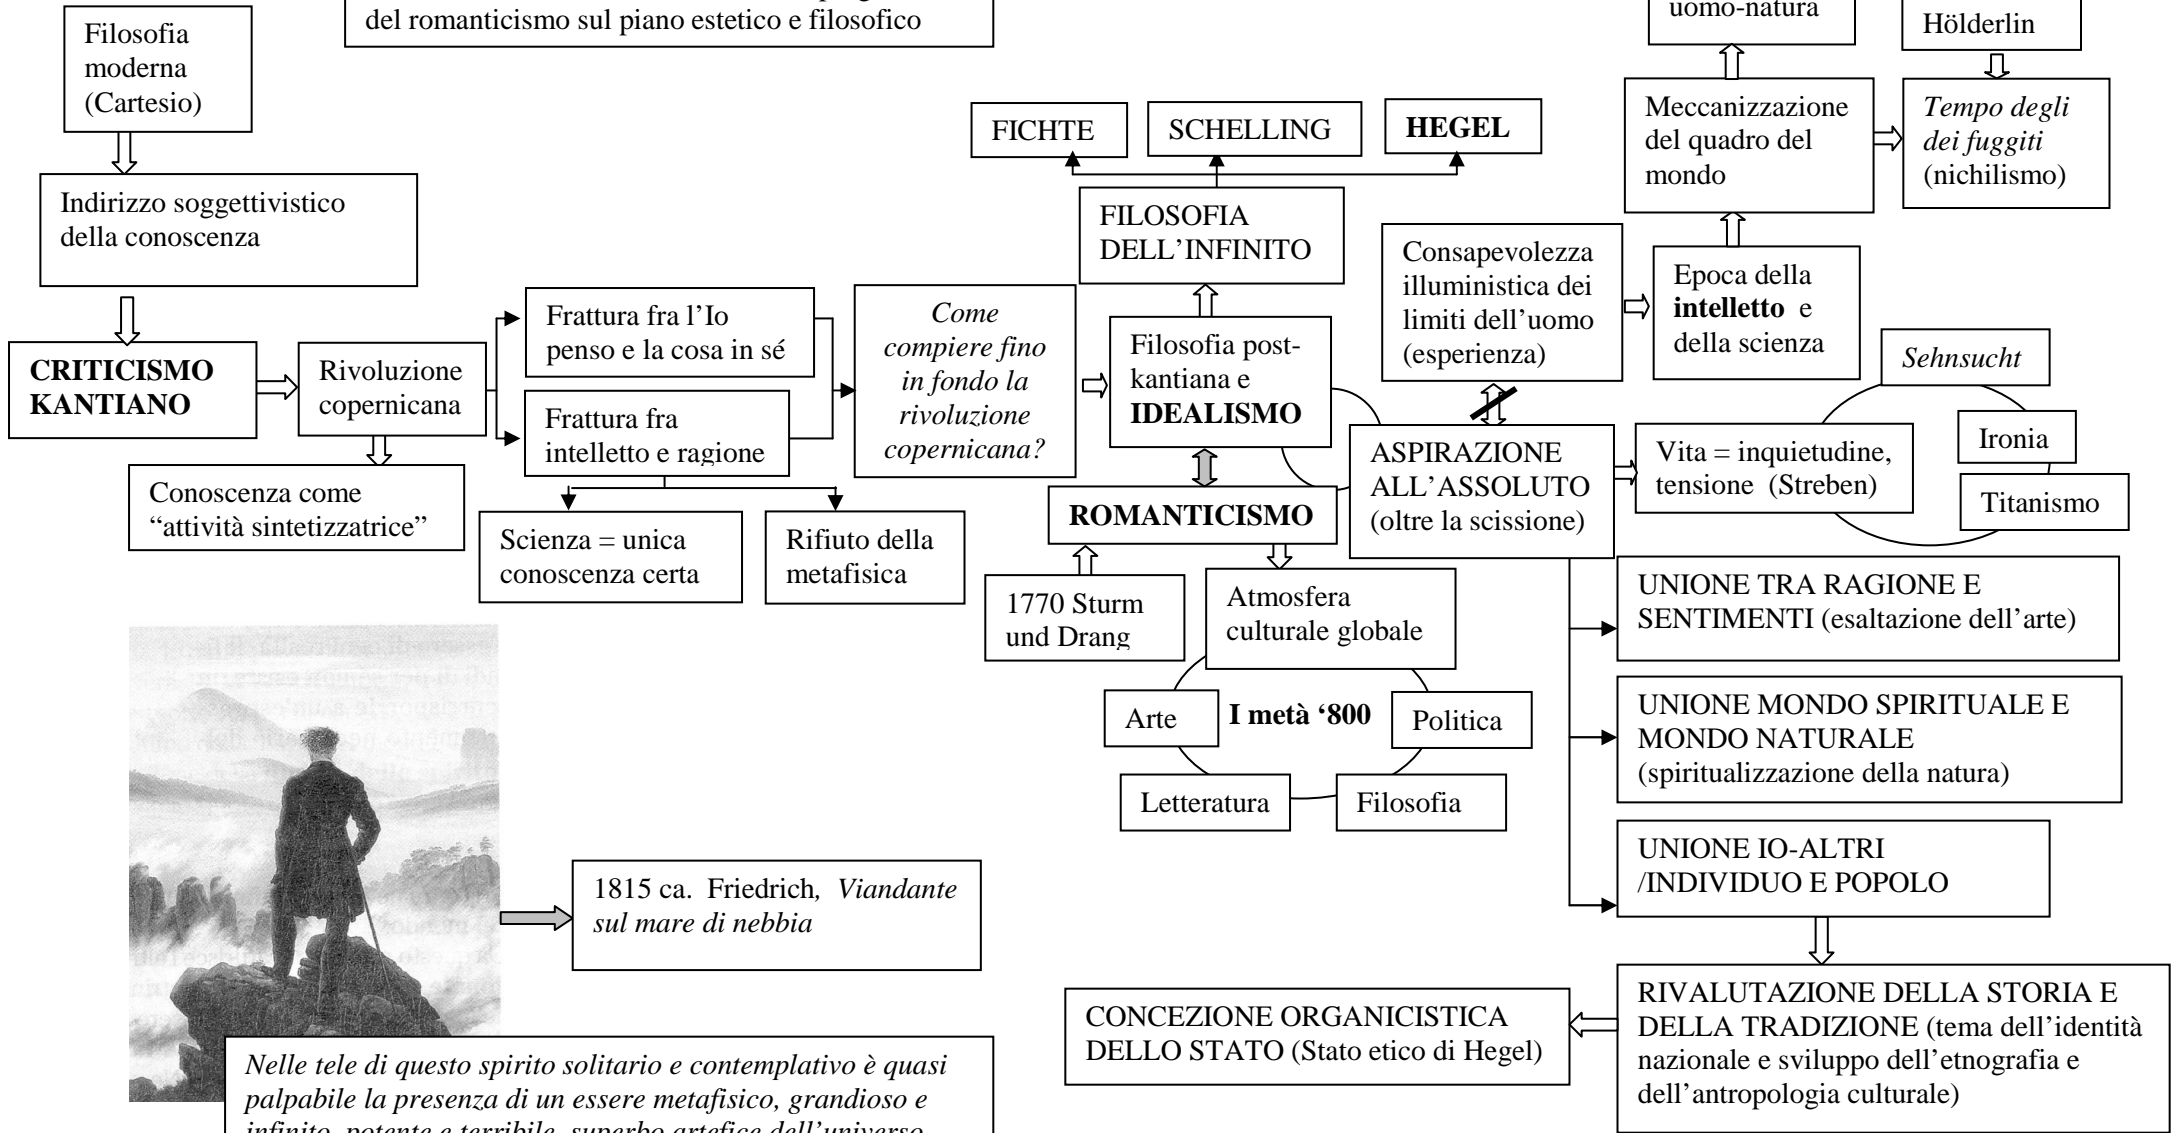 del romanticismo sul piano estetico e filosofico
uomo-natura
Hölderlin
Filosofia
moderna
(Cartesio)
Indirizzo soggettivistico
della conoscenza
CRITICISMO
KANTIANO
Rivoluzione
copernicana
Conoscenza come
“attività sintetizzatrice”
Frattura fra l’Io
penso e la cosa in sé
Frattura fra
intelletto e ragione
Scienza = unica
conoscenza certa
Rifiuto della
metafisica
Come
compiere fino
in fondo la
rivoluzione
copernicana?
FICHTE
SCHELLING
HEGEL
FILOSOFIA
DELL’INFINITO
Filosofia post-
kantiana e
IDEALISMO
ROMANTICISMO
1770 Sturm
und Drang
Atmosfera
culturale globale
Arte
I metà ‘800
Politica
Letteratura
Filosofia
Consapevolezza
illuministica dei
limiti dell’uomo
(esperienza)
Epoca della
intelletto e
della scienza
Meccanizzazione
del quadro del
mondo
Tempo degli
dei fuggiti
(nichilismo)
ASPIRAZIONE
ALL’ASSOLUTO
(oltre la scissione)
Vita = inquietudine,
tensione (Streben)
Sehnsucht
Ironia
Titanismo
UNIONE TRA RAGIONE E
SENTIMENTI (esaltazione dell’arte)
UNIONE MONDO SPIRITUALE E
MONDO NATURALE
(spiritualizzazione della natura)
UNIONE IO-ALTRI
/INDIVIDUO E POPOLO
RIVALUTAZIONE DELLA STORIA E
DELLA TRADIZIONE (tema dell’identità
nazionale e sviluppo dell’etnografia e
dell’antropologia culturale)
CONCEZIONE ORGANICISTICA
DELLO STATO (Stato etico di Hegel)
1815 ca. Friedrich, Viandante
sul mare di nebbia
Nelle tele di questo spirito solitario e contemplativo è quasi
palpabile la presenza di un essere metafisico, grandioso e
infinito, potente e terribile, superbo artefice dell’universo